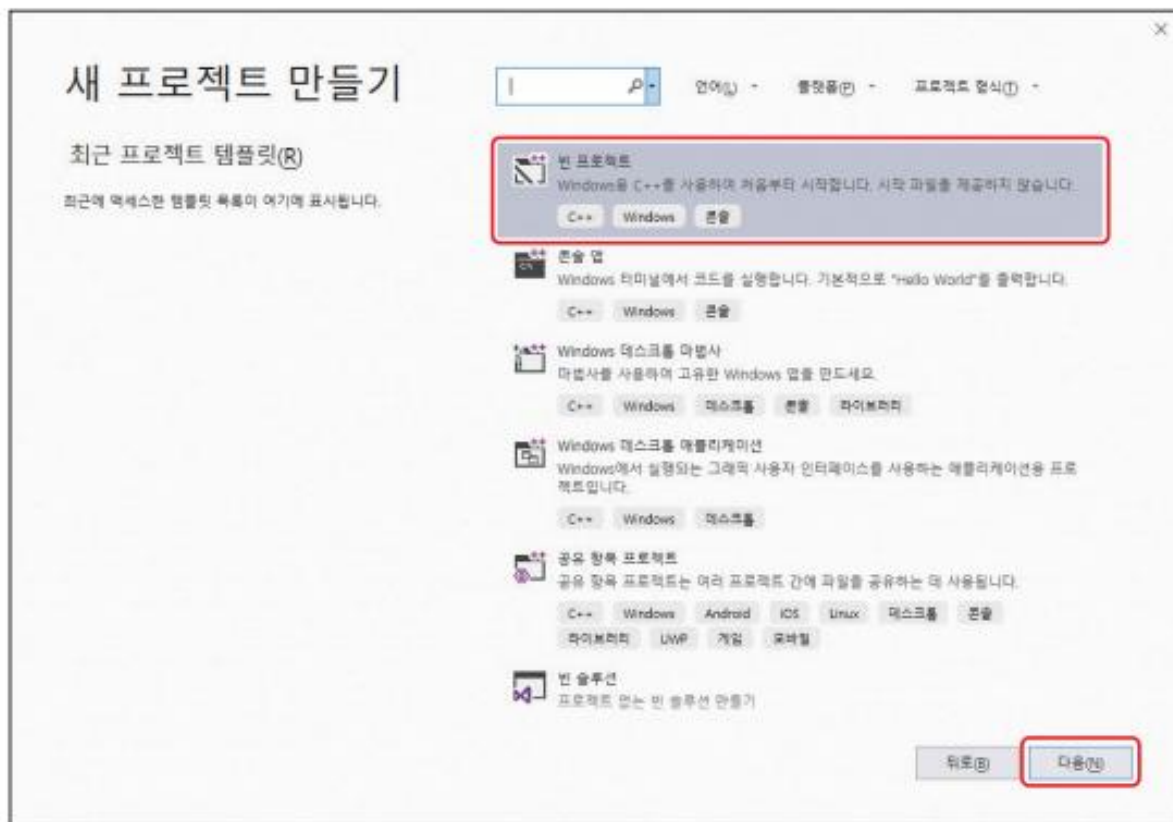 새 프로젝트 만들기
언어(L)
플랫폼(P)
프로젝트 형식(T)
최근 프로젝트 템플릿(R)
최근에 액세스한 템플릿 목록이 여기에 표시됩니다.
빈 프로젝트
Windows용 C++를 사용하여 처음부터 시작합니다. 시작 파일을 제공하지 않습니다.
C++ Windows 콘솔
콘솔 앱
Windows 터미널에서 코드를 실행합니다. 기본적으로 "Hello World"를 출력합니다.
C++ Windows 콘솔
Windows 데스크톱 마법사
마법사를 사용하여 고유한 Windows 앱을 만드세요.
C++ Windows 데스크톱 콘솔 라이브러리
Windows 데스크톱 애플리케이션
Windows에서 실행되는 그래픽 사용자 인터페이스를 사용하는 애플리케이션용 프로
젝트입니다.
C++ Windows 데스크톱
공유 항목 프로젝트
공유 항목 프로젝트는 여러 프로젝트 간에 파일을 공유하는 데 사용됩니다.
C++ Windows Android iOS Linux 데스크톱 콘솔
라이브러리 UWP 게임 모바일
빈 솔루션
프로젝트 없는 빈 솔루션 만들기
뒤로(B)
다음(N)